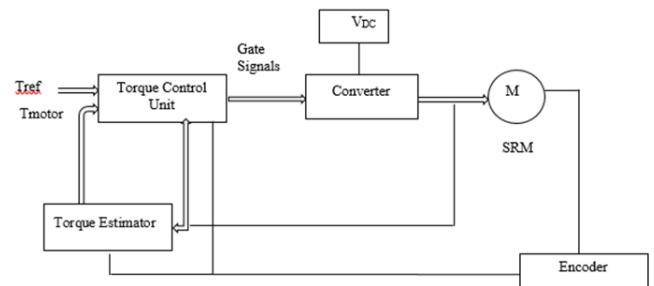 VDC
Gate
Signals
Tref
Torque Control
Unit
Converter
M
Tmotor
SRM
Torque Estimator
Encoder